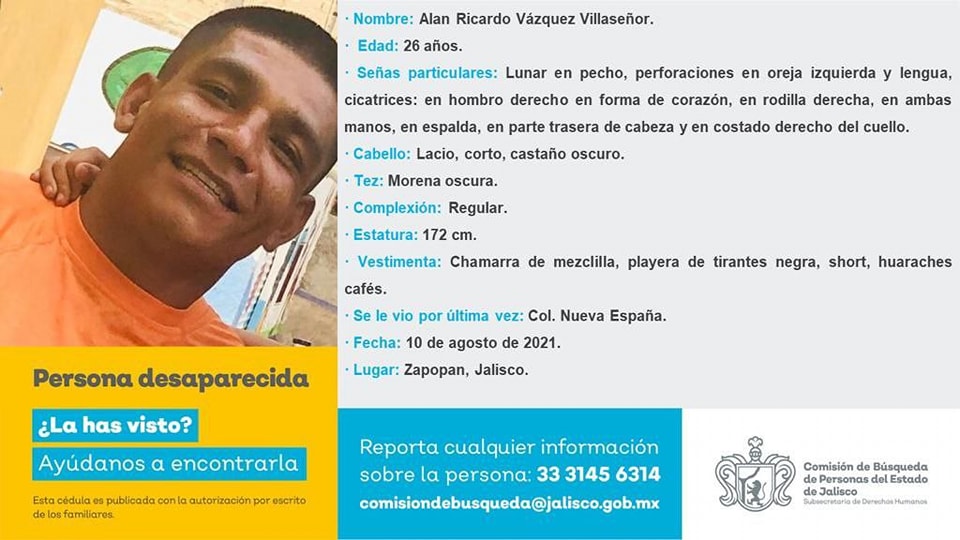 · Nombre: Alan Ricardo Vázquez Villaseñor.
· Edad: 26 años.
· Señas particulares: Lunar en pecho, perforaciones en oreja izquierda y lengua,
cicatrices: en hombro derecho en forma de corazón, en rodilla derecha, en ambas
manos, en espalda, en parte trasera de cabeza y en costado derecho del cuello.
· Cabello: Lacio, corto, castaño oscuro.
· Tez: Morena oscura.
· Complexión: Regular.
· Estatura: 172 cm.
· Vestimenta: Chamarra de mezclilla, playera de tirantes negra, short, huaraches
cafés.
· Se le vio por última vez: Col. Nueva España.
· Fecha: 10 de agosto de 2021.
· Lugar: Zapopan, Jalisco.
Persona desaparecida
¿La has visto?
Ayúdanos a encontrarla
Esta cédula es publicada con la autorización por escrito
de los familiares.
Reporta cualquier información
sobre la persona: 33 3145 6314
comisiondebusqueda@jalisco.gob.mx
Comisión de Búsqueda
de Personas del Estado
de Jalisco
Subsecretaría de Derechos Humanos